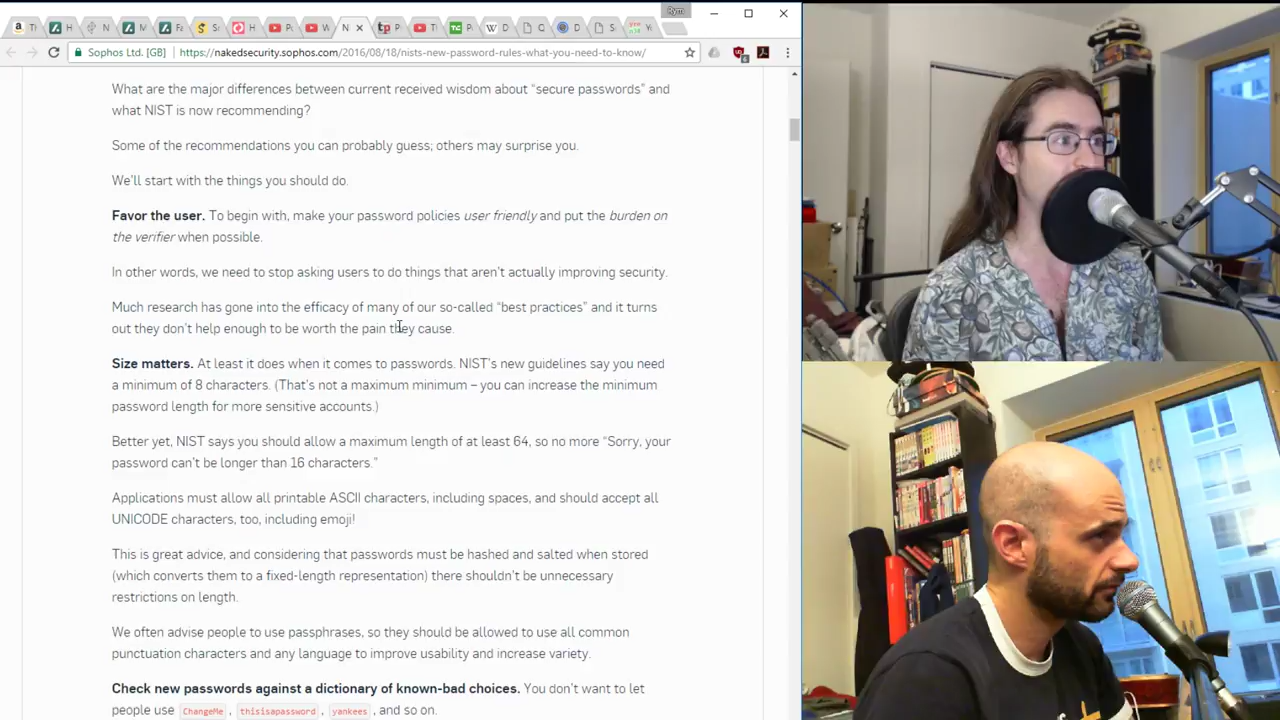 Rym
Sophos Ltd. [GB]
https://nakedsecurity.sophos.com/2016/08/18/nists-new-password-rules-what-you-need-to-know/
What are the major differences between current received wisdom about “secure passwords” and
what NIST is now recommending?
Some of the recommendations you can probably guess; others may surprise you.
We’ll start with the things you should do.
Favor the user. To begin with, make your password policies user friendly and put the burden on
the verifier when possible.
In other words, we need to stop asking users to do things that aren’t actually improving security.
Much research has gone into the efficacy of many of our so-called “best practices” and it turns
out they don’t help enough to be worth the pain they cause.
Size matters. At least it does when it comes to passwords. NIST’s new guidelines say you need
a minimum of 8 characters. (That’s not a maximum minimum – you can increase the minimum
password length for more sensitive accounts.)
Better yet, NIST says you should allow a maximum length of at least 64, so no more “Sorry, your
password can’t be longer than 16 characters.”
Applications must allow all printable ASCII characters, including spaces, and should accept all
UNICODE characters, too, including emoji!
This is great advice, and considering that passwords must be hashed and salted when stored
(which converts them to a fixed-length representation) there shouldn’t be unnecessary
restrictions on length.
We often advise people to use passphrases, so they should be allowed to use all common
punctuation characters and any language to improve usability and increase variety.
Check new passwords against a dictionary of known-bad choices. You don’t want to let
people use ChangeMe, thisisapassword, yankees, and so on.